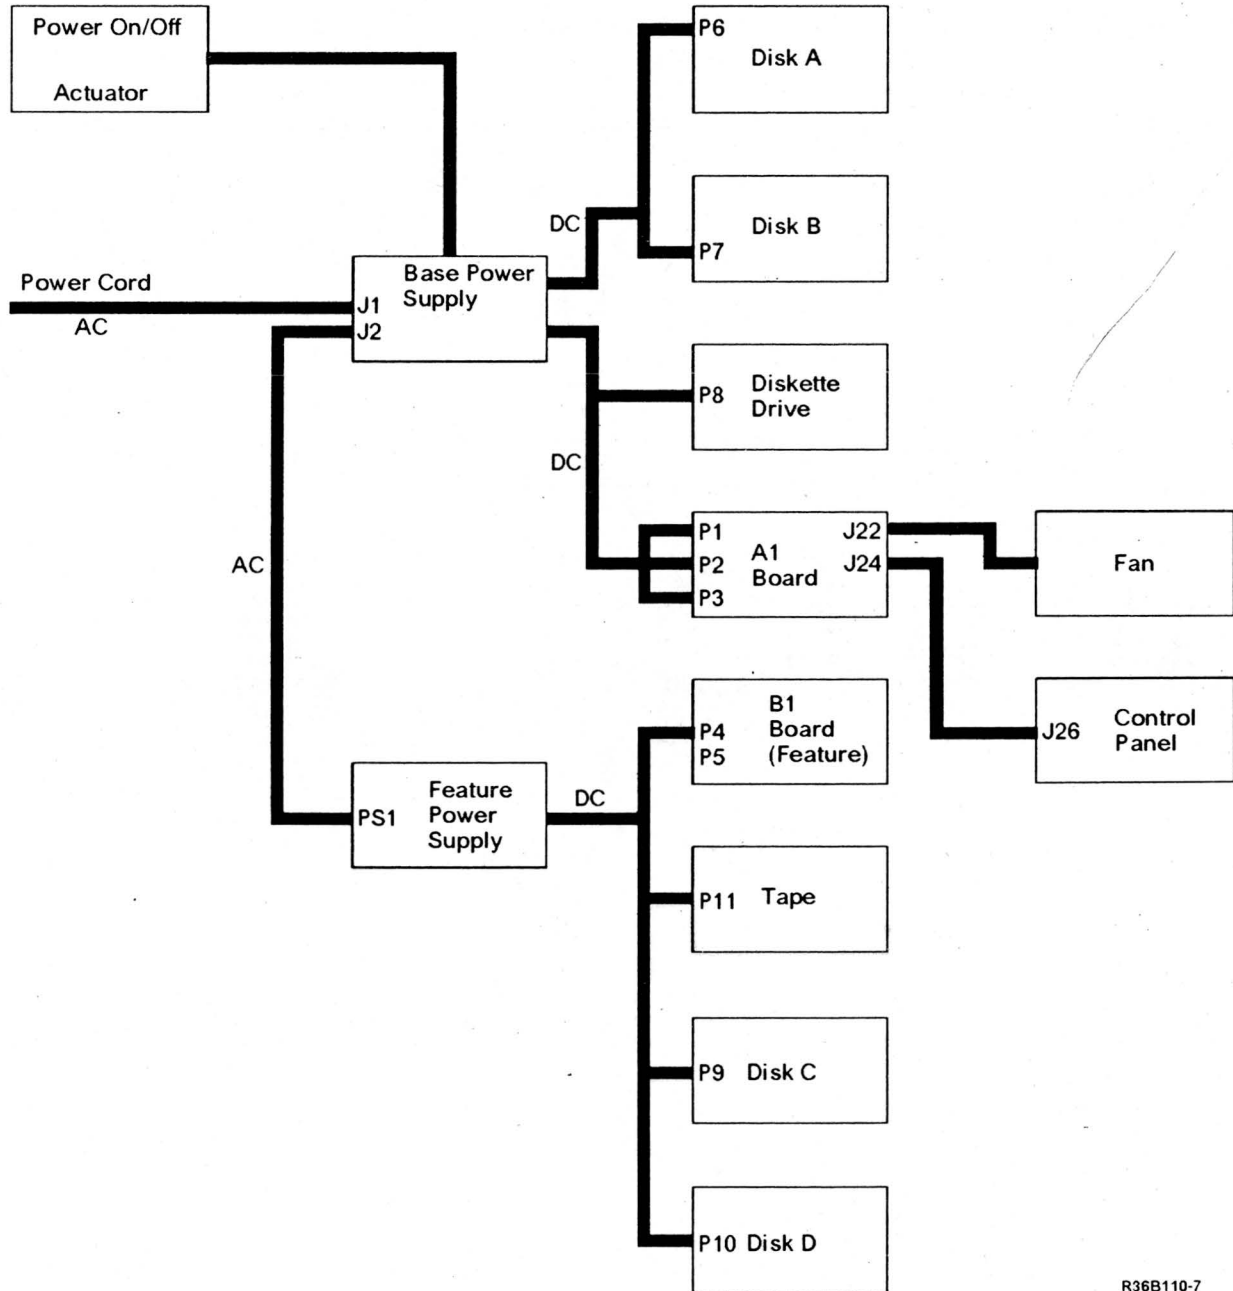 Power On/Off
Actuator
P6
Disk A
DC
Disk B
P7
Power Cord
AC
J1
J2
Base Power
Supply
P8
Diskette
Drive
DC
P1
P2
P3
A1
Board
J22
J24
Fan
AC
B1
Board
(Feature)
P4
P5
J26
Control
Panel
PS1
Feature
Power
Supply
DC
P11
Tape
P9
Disk C
P10
Disk D
R36B110-7